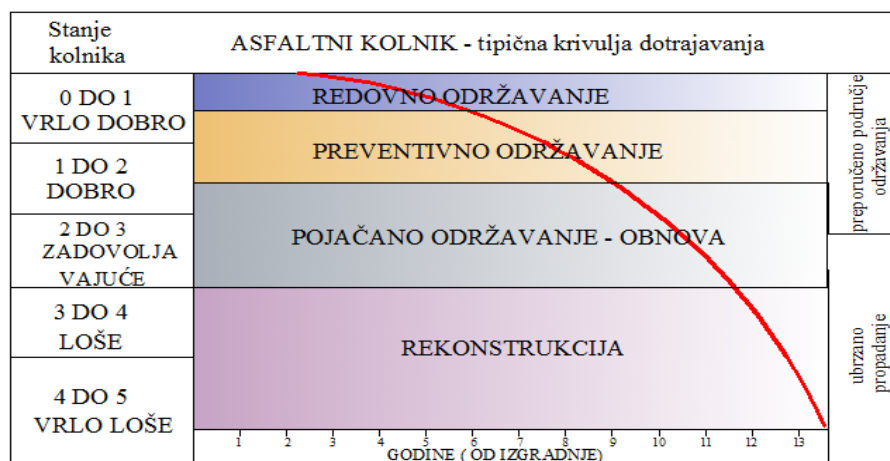 Stanje
kolnika
ASFALTNI KOLNIK - tipična krivulja dotrajavanja
0 DO 1
VRLO DOBRO
1 DO 2
DOBRO
2 DO 3
ZADOVOLJA
VAJUĆE
3 DO 4
LOŠE
4 DO 5
VRLO LOŠE
REDOVNO ODRŽAVANJE
PREVENTIVNO ODRŽAVANJE
POJAČANO ODRŽAVANJE - OBNOVA
REKONSTRUKCIJA
preporučeno područje
održavanja
ubrzano
propadanje
1 2 3 4 5 6 7 8 9 10 11 12 13
GODINE ( OD IZGRADNJE)